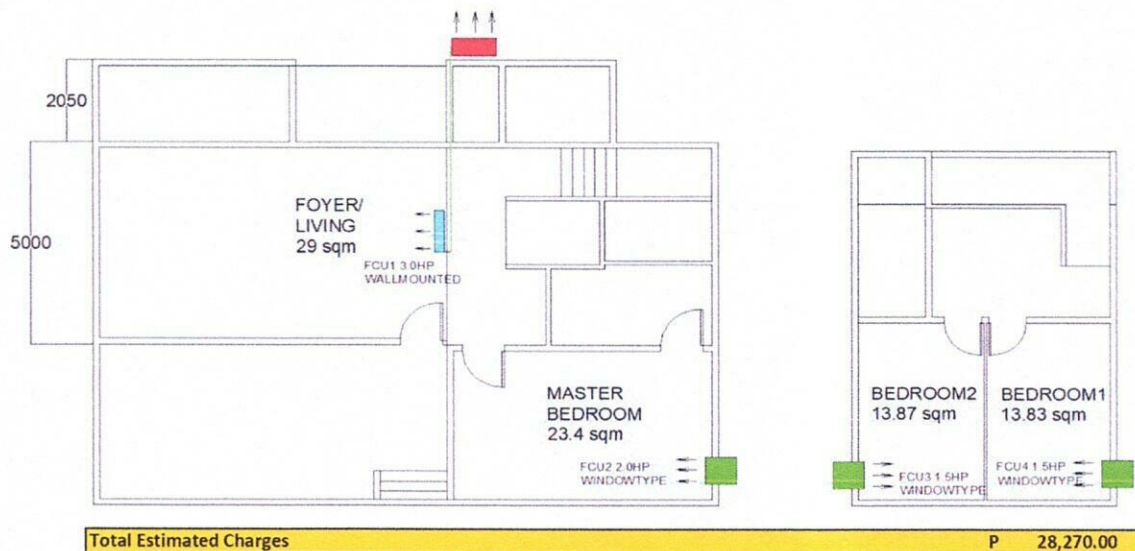 2050
5000
FOYER/
LIVING
29 sqm
FCU1 3.0HP
WALLMOUNTED
MASTER
BEDROOM
23.4 sqm
FCU2 2.0HP
WINDOWTYPE
BEDROOM2
13.87 sqm
FCU3 1.5HP
WINDOWTYPE
BEDROOM1
13.83 sqm
FCU4 1.5HP
WINDOWTYPE
Total Estimated Charges P 28,270.00